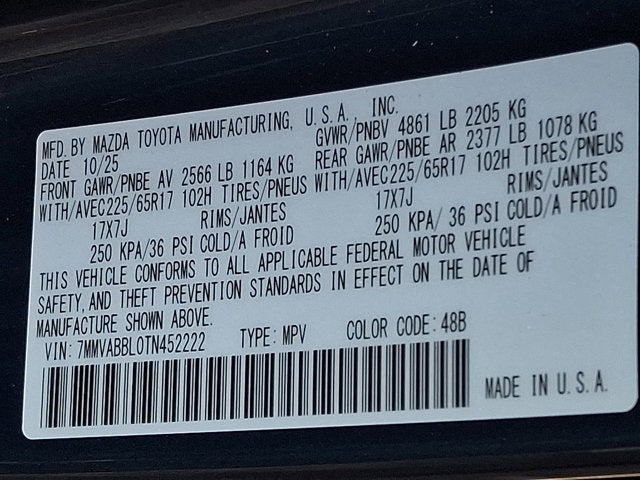 MFD. BY MAZDA TOYOTA MANUFACTURING, U.S.A. INC.
DATE 10/25 GVWR/PNBV 4861 LB 2205 KG
FRONT GAWR/PNBE AV 2566 LB 1164 KG REAR GAWR/PNBE AR 2377 LB 1078 KG
WITH/AVEC225/65R17 102H TIRES/PNEUS WITH/AVEC225/65R17 102H TIRES/PNEUS
17X7J RIMS/JANTES 17X7J RIMS/JANTES
250 KPA/36 PSI COLD/A FROID 250 KPA/ 36 PSI COLD/A FROID
THIS VEHICLE CONFORMS TO ALL APPLICABLE FEDERAL MOTOR VEHICLE
SAFETY, AND THEFT PREVENTION STANDARDS IN EFFECT ON THE DATE OF
MANUFACTURE SHOWN ABOVE.
VIN: 7MMVABBL0TN452222 TYPE: MPV COLOR CODE: 48B
MADE IN U.S.A.